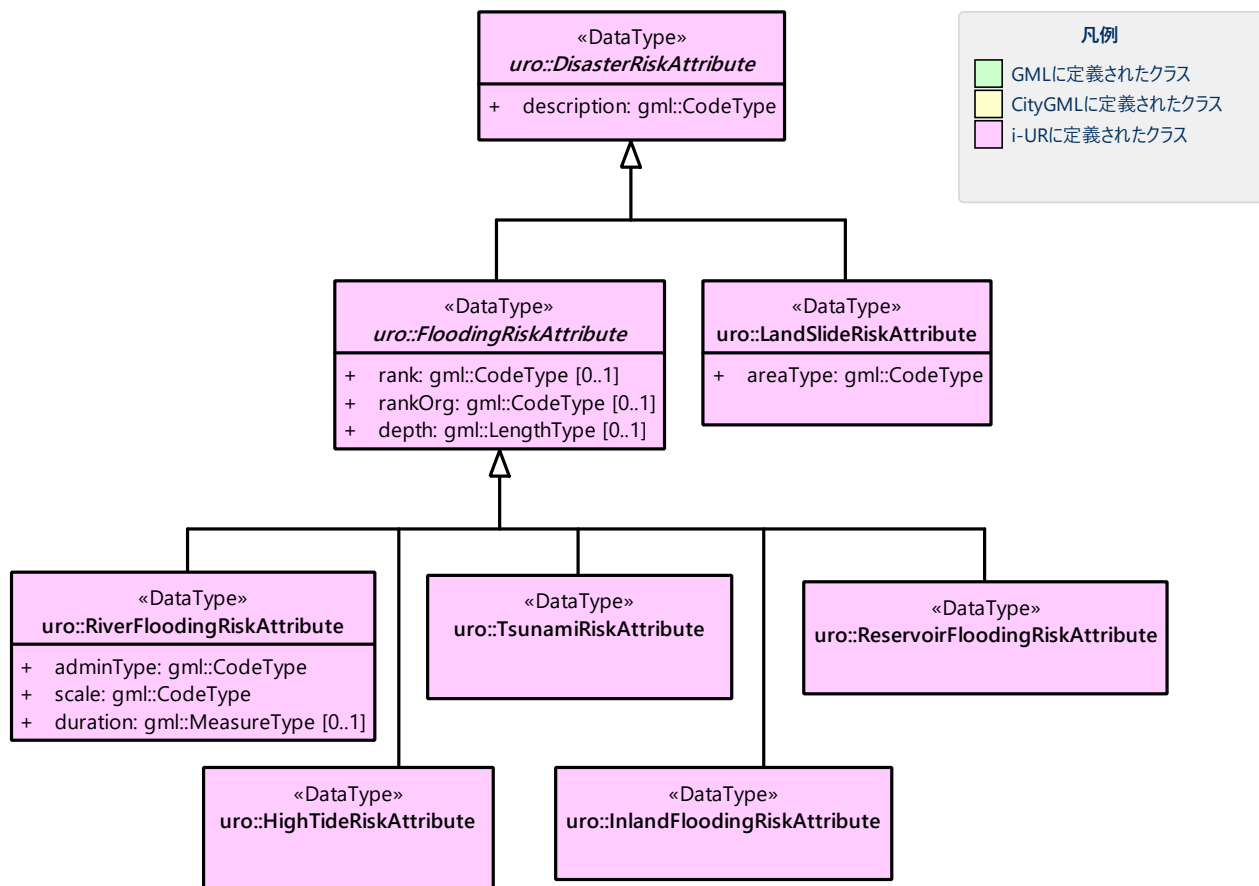 «DataType»
uro::DisasterRiskAttribute
+ description: gml::CodeType
凡例
GMLに定義されたクラス
CityGMLに定義されたクラス
i-URに定義されたクラス
«DataType»
uro::FloodingRiskAttribute
+ rank: gml::CodeType [0..1]
+ rankOrg: gml::CodeType [0..1]
+ depth: gml::LengthType [0..1]
«DataType»
uro::LandSlideRiskAttribute
+ areaType: gml::CodeType
«DataType»
uro::RiverFloodingRiskAttribute
+ adminType: gml::CodeType
+ scale: gml::CodeType
+ duration: gml::MeasureType [0..1]
«DataType»
uro::TsunamiRiskAttribute
«DataType»
uro::ReservoirFloodingRiskAttribute
«DataType»
uro::HighTideRiskAttribute
«DataType»
uro::InlandFloodingRiskAttribute